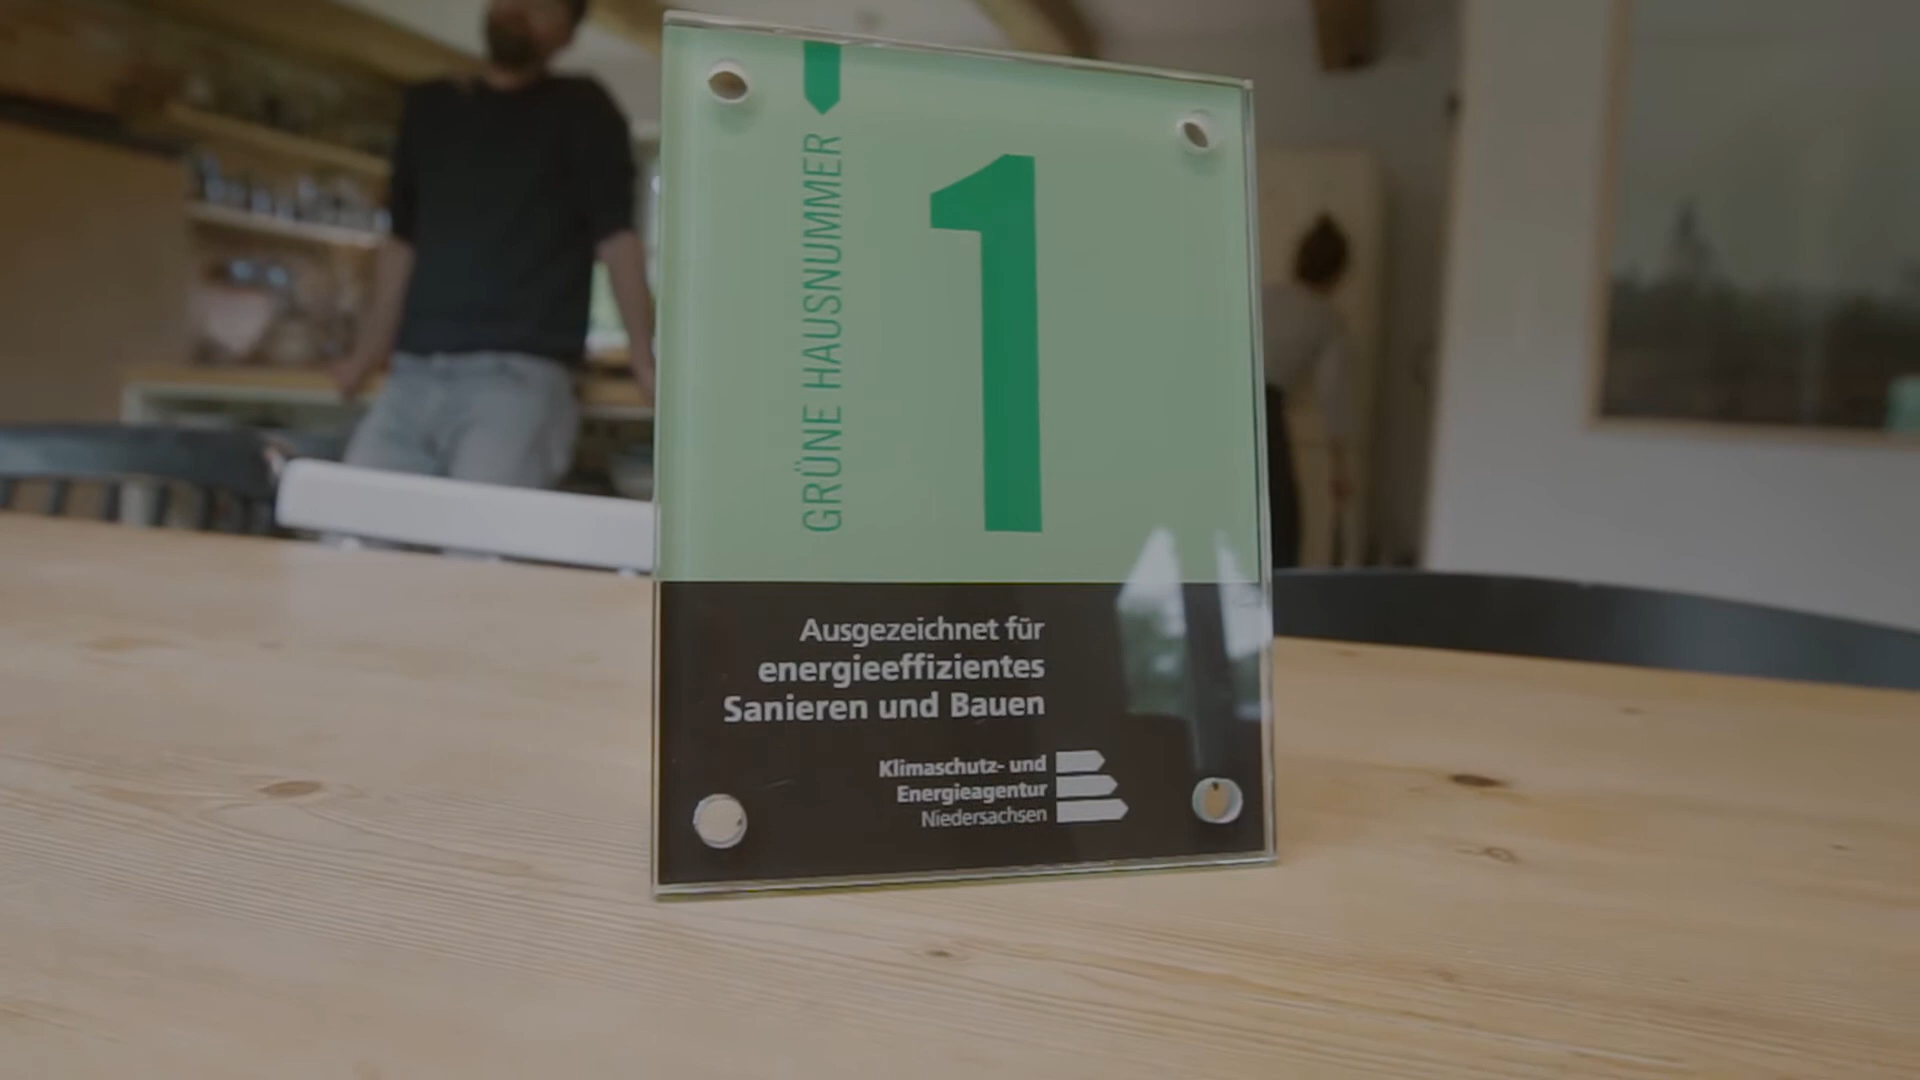 GRÜNE HAUSNUMMER
1
Ausgezeichnet für
energieeffizientes
Sanieren und Bauen
Klimaschutz- und
Energieagentur
Niedersachsen